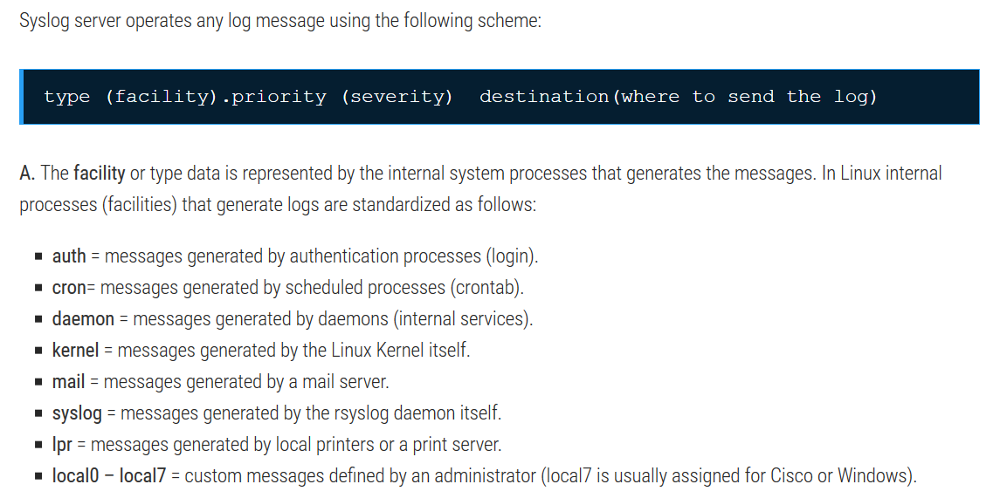 Syslog server operates any log message using the following scheme:
type (facility).priority (severity)  destination(where to send the log)
A. The facility or type data is represented by the internal system processes that generates the messages. In Linux internal
processes (facilities) that generate logs are standardized as follows:
▪ auth = messages generated by authentication processes (login).
▪ cron= messages generated by scheduled processes (crontab).
▪ daemon = messages generated by daemons (internal services).
▪ kernel = messages generated by the Linux Kernel itself.
▪ mail = messages generated by a mail server.
▪ syslog = messages generated by the rsyslog daemon itself.
▪ lpr = messages generated by local printers or a print server.
▪ local0 – local7 = custom messages defined by an administrator (local7 is usually assigned for Cisco or Windows).